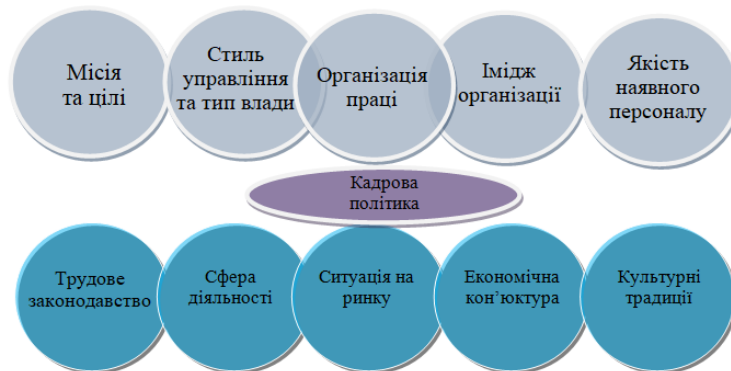 Місія
та цілі
Стиль
управління
та тип влади
Організація
праці
Імідж
організації
Якість
наявного
персоналу
Кадрова
політика
Трудове
законодавство
Сфера
діяльності
Ситуація на
ринку
Економічна
кон’юктура
Культурні
традиції